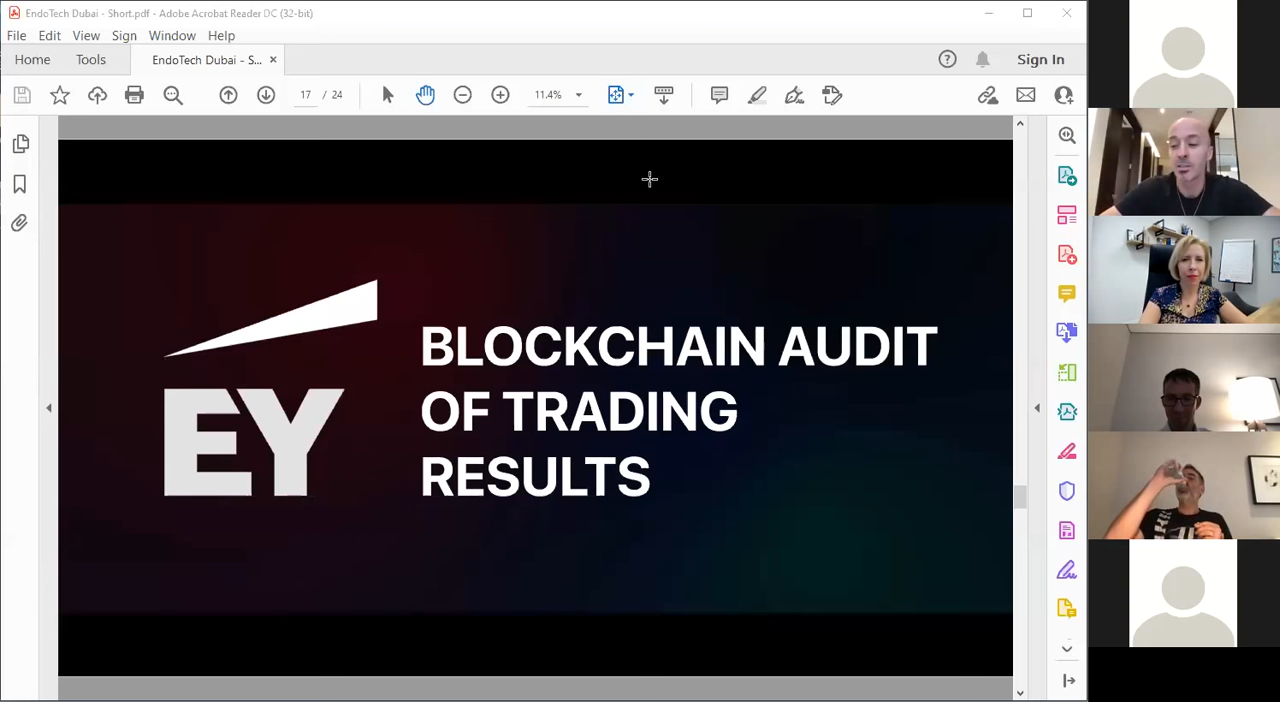 EndoTech Dubai - Short.pdf - Adobe Acrobat Reader DC (32-bit)
File Edit View Sign Window Help
Home Tools EndoTech Dubai - S... × Sign In
17 / 24 11.4%
EY
BLOCKCHAIN AUDIT
OF TRADING
RESULTS